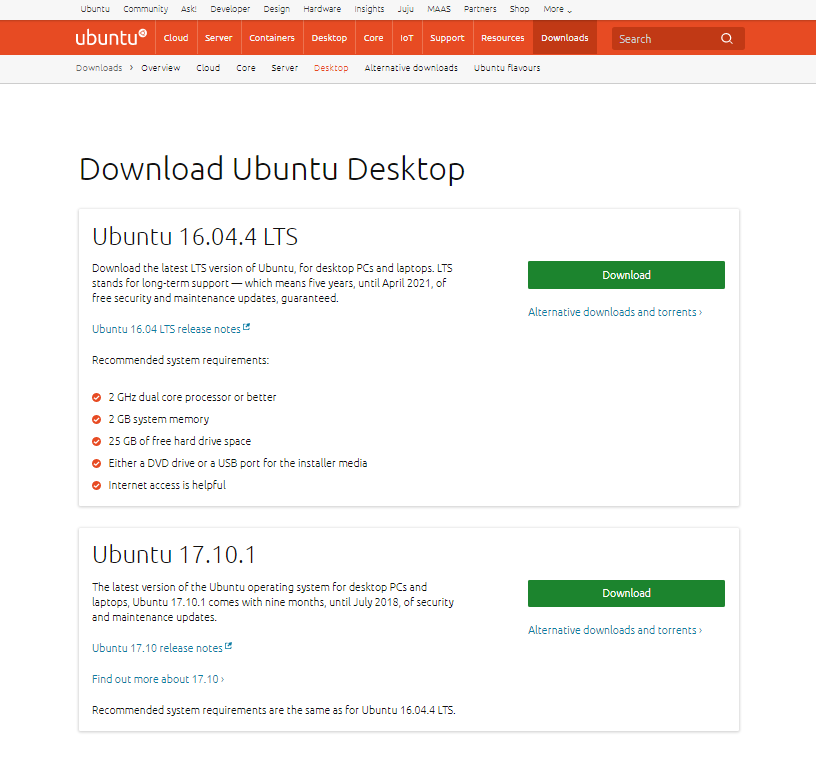 Ubuntu Community Ask! Developer Design Hardware Insights Juju MAAS Partners Shop More
ubuntu Cloud Server Containers Desktop Core IoT Support Resources Downloads Search
Downloads › Overview Cloud Core Server Desktop Alternative downloads Ubuntu flavours
Download Ubuntu Desktop
Ubuntu 16.04.4 LTS
Download the latest LTS version of Ubuntu, for desktop PCs and laptops. LTS
stands for long-term support — which means five years, until April 2021, of
free security and maintenance updates, guaranteed.
Ubuntu 16.04 LTS release notes
Recommended system requirements:
2 GHz dual core processor or better
2 GB system memory
25 GB of free hard drive space
Either a DVD drive or a USB port for the installer media
Internet access is helpful
Download
Alternative downloads and torrents ›
Ubuntu 17.10.1
The latest version of the Ubuntu operating system for desktop PCs and
laptops, Ubuntu 17.10.1 comes with nine months, until July 2018, of security
and maintenance updates.
Ubuntu 17.10 release notes
Find out more about 17.10 ›
Recommended system requirements are the same as for Ubuntu 16.04.4 LTS.
Download
Alternative downloads and torrents ›